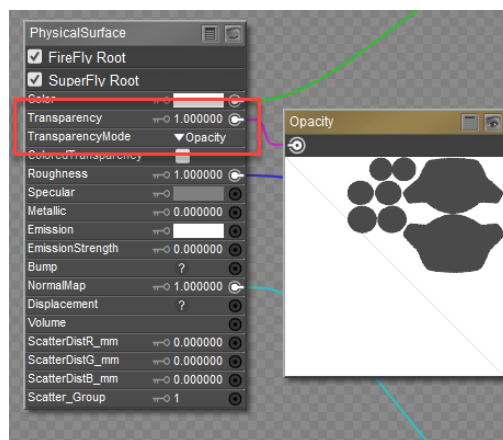 PhysicalSurface
FireFly Root
SuperFly Root
Color
Transparency 1.000000
TransparencyMode ▼Opacity
ColoredTransparency
Roughness 1.000000
Specular
Metallic 0.000000
Emission
EmissionStrength 0.000000
Bump ?
NormalMap 1.000000
Displacement ?
Volume
ScatterDistR_mm 0.000000
ScatterDistG_mm 0.000000
ScatterDistB_mm 0.000000
Scatter_Group 1
Opacity